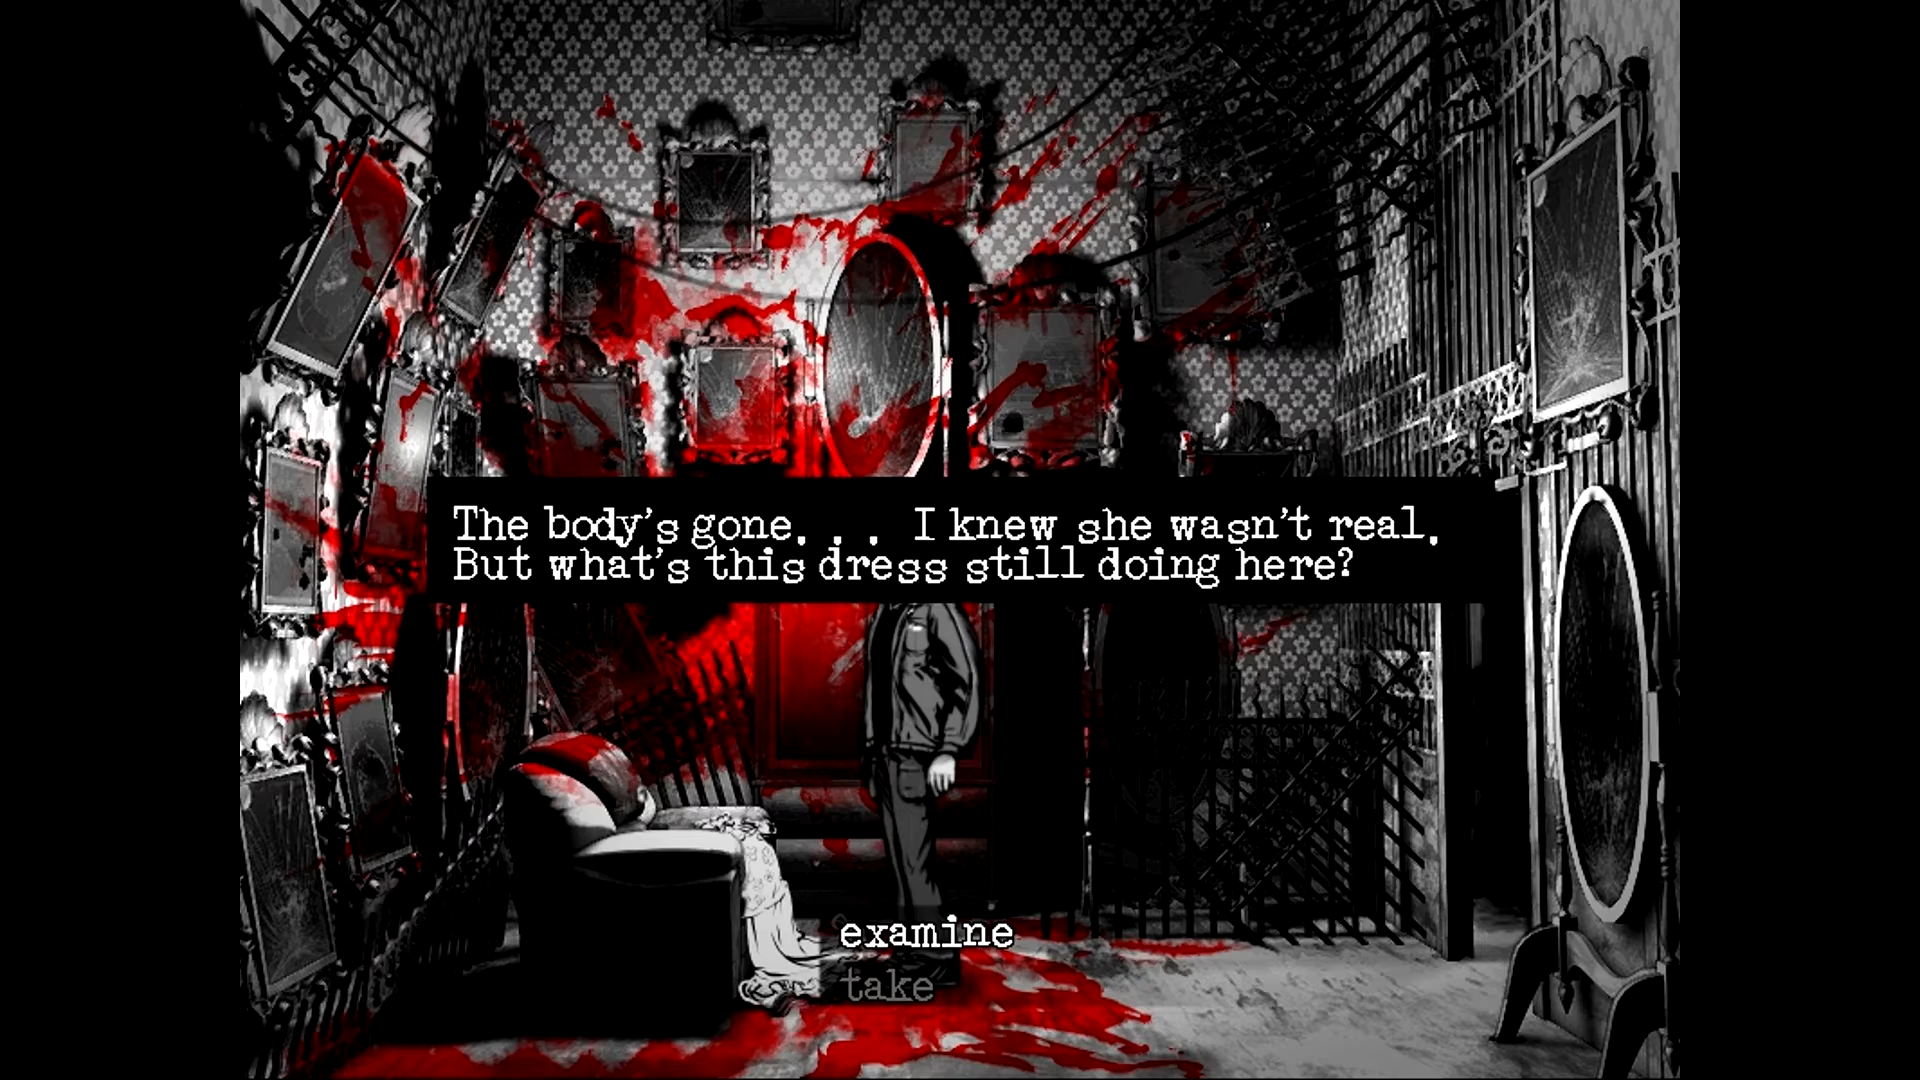 The body's gone. . . I knew she wasn't real.
But what's this dress still doing here?
examine
take